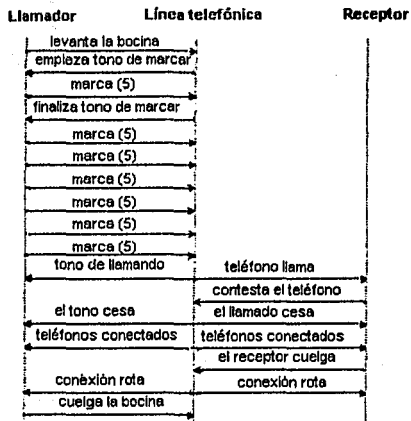 Llamador Línea telefónica Receptor
levanta la bocina
empieza tono de marcar
marca (5)
finaliza tono de marcar
marca (5)
marca (5)
marca (5)
marca (5)
marca (5)
marca (5)
tono de llamando teléfono llama
contesta el teléfono
el tono cesa el llamado cesa
teléfonos conectados teléfonos conectados
el receptor cuelga
conexión rota conexión rota
cuelga la bocina